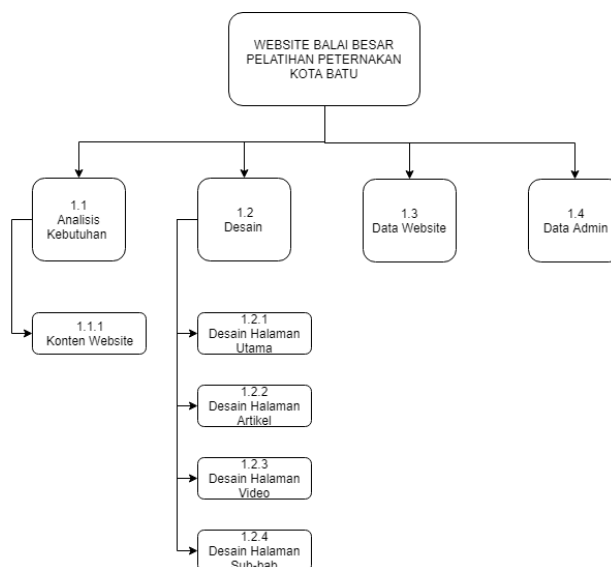 WEBSITE BALAI BESAR
PELATIHAN PETERNAKAN
KOTA BATU
1.1
Analisis
Kebutuhan
1.2
Desain
1.3
Data Website
1.4
Data Admin
1.1.1
Konten Website
1.2.1
Desain Halaman
Utama
1.2.2
Desain Halaman
Artikel
1.2.3
Desain Halaman
Video
1.2.4
Desain Halaman
Sub-bab